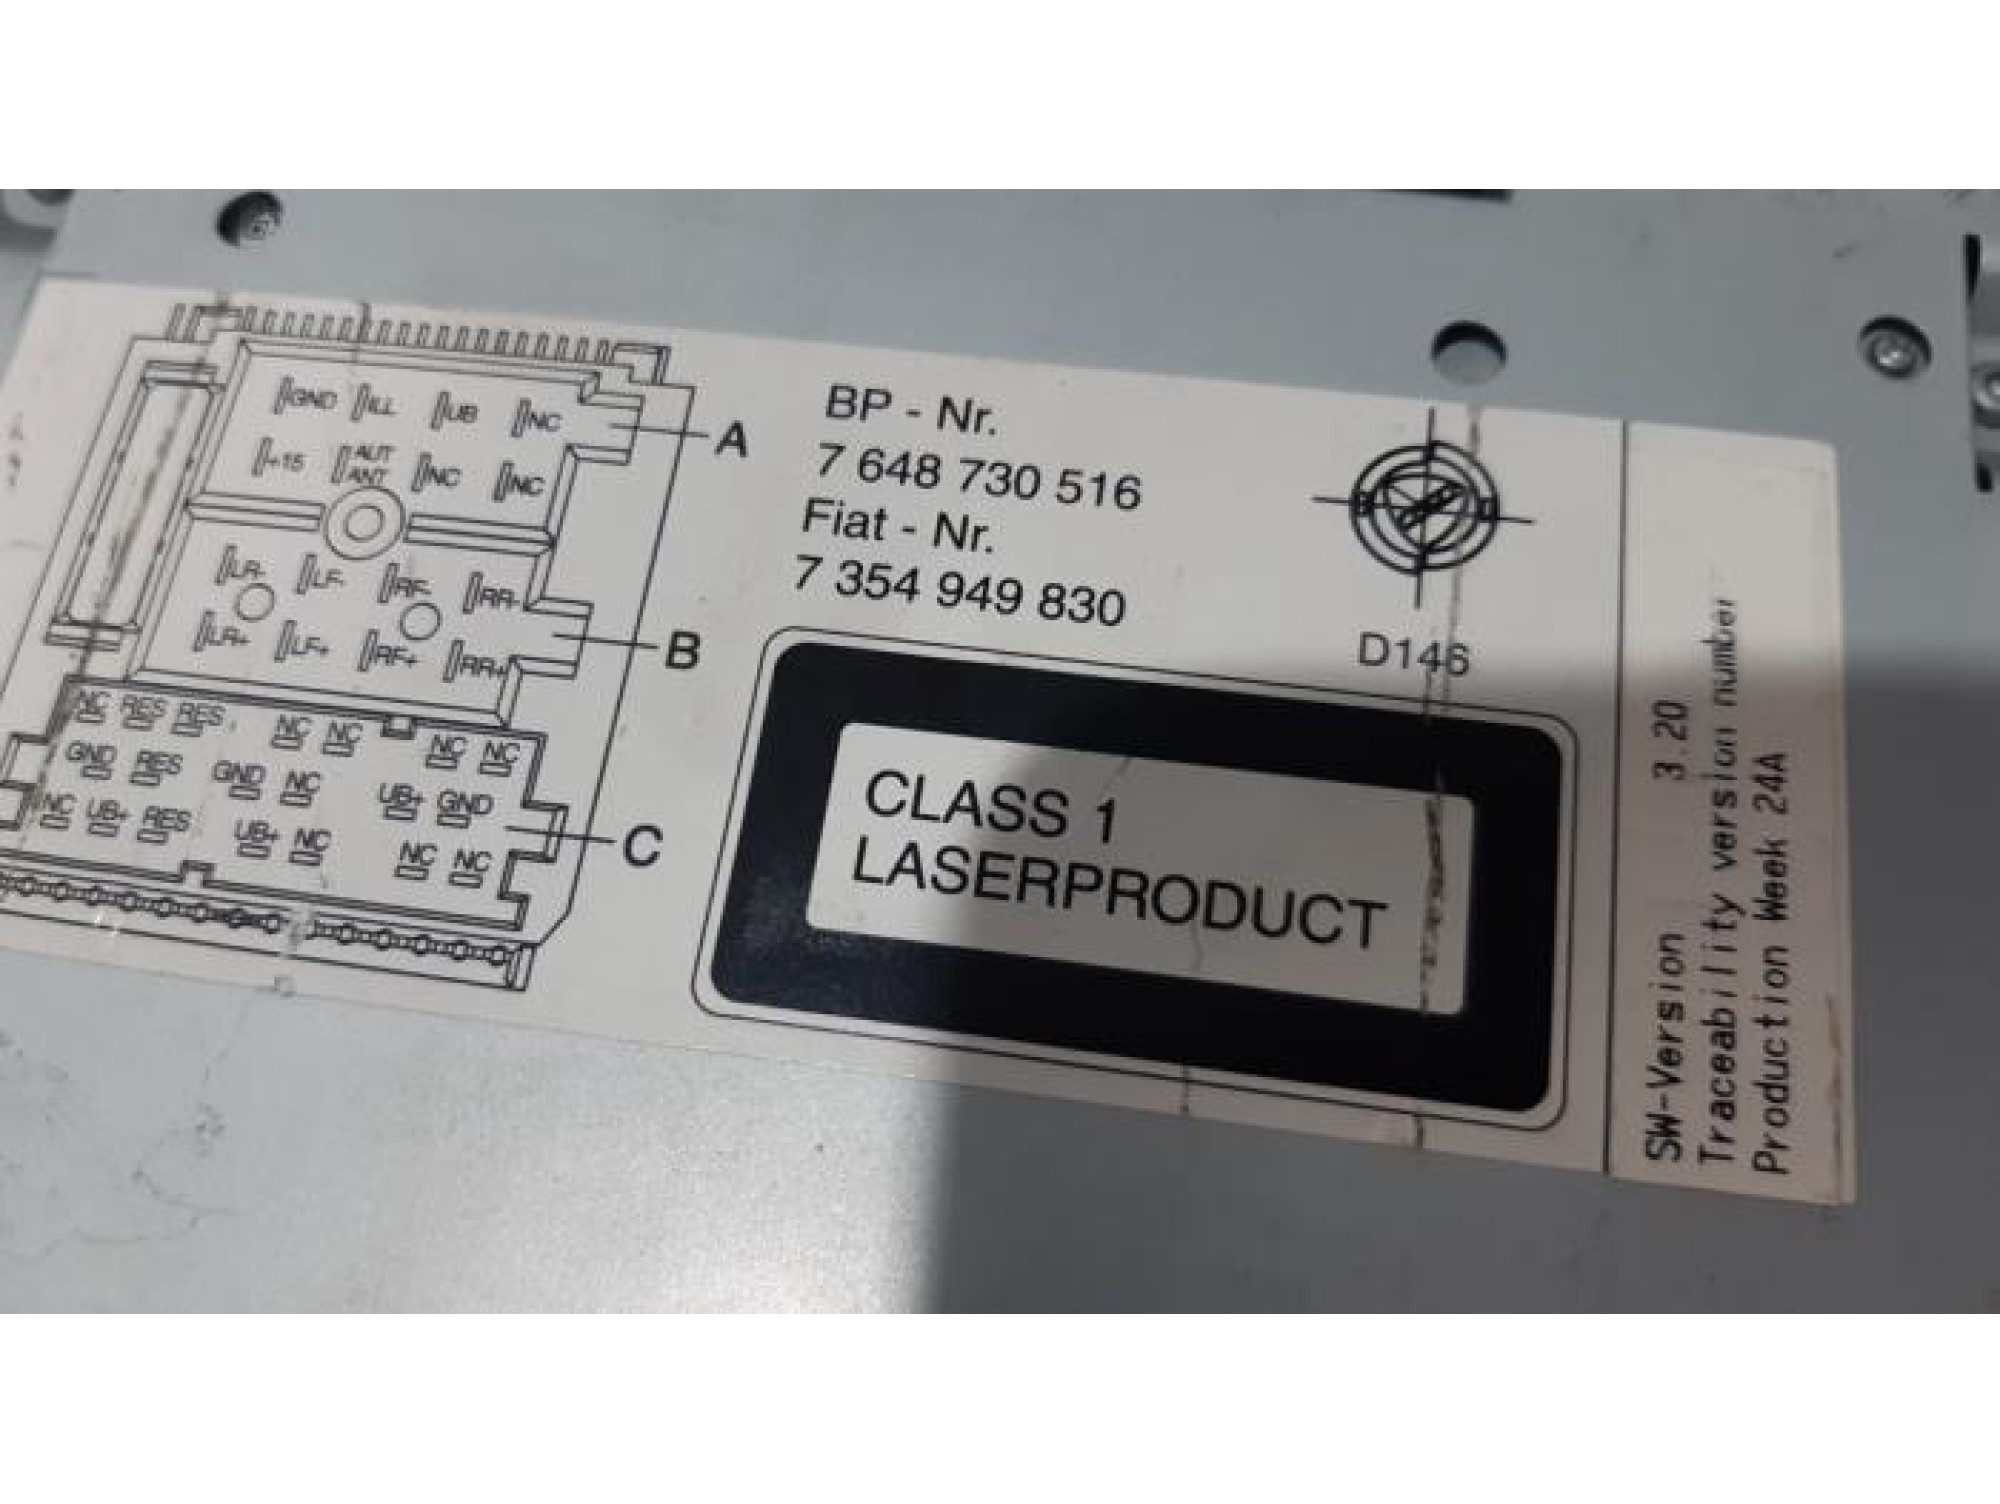 GND ILL UB NC
+15 AUT ANT NC NC
A
LR- LF- RF- RR-
LR+ LF+ RF+ RR+
B
NC RES RES NC NC NC NC
GND RES GND NC UB+ GND
NC UB+ RES UB+ NC NC NC
C
BP - Nr.
7 648 730 516
Fiat - Nr.
7 354 949 830
D146
CLASS 1
LASERPRODUCT
SW-Version 3.20
Traceability version number
Production Week 24A